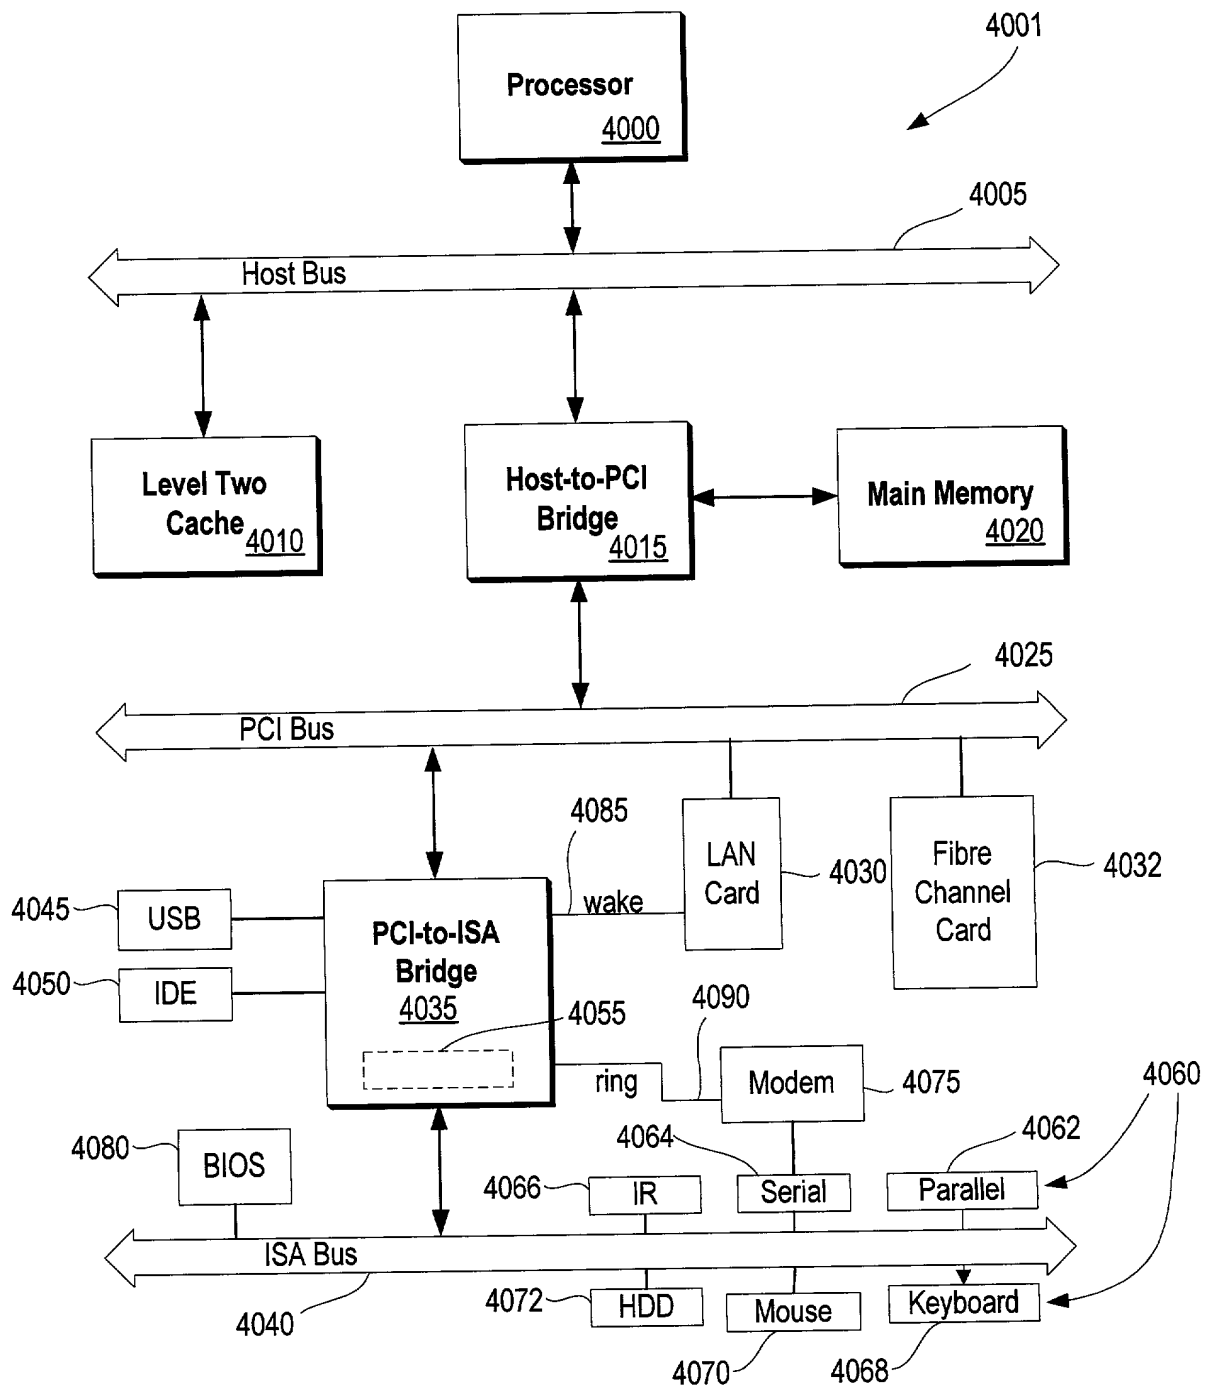 4001
Processor
4000
4005
Host Bus
Level Two
Cache
4010
Host-to-PCI
Bridge
4015
Main Memory
4020
4025
PCI Bus
4085
wake
LAN
Card
4030
Fibre
Channel
Card
4032
4045
USB
4050
IDE
PCI-to-ISA
Bridge
4035
4055
4090
ring
Modem
4075
4060
4080
BIOS
4064
4062
4066
IR
Serial
Parallel
ISA Bus
4040
4072
HDD
Mouse
Keyboard
4070
4068